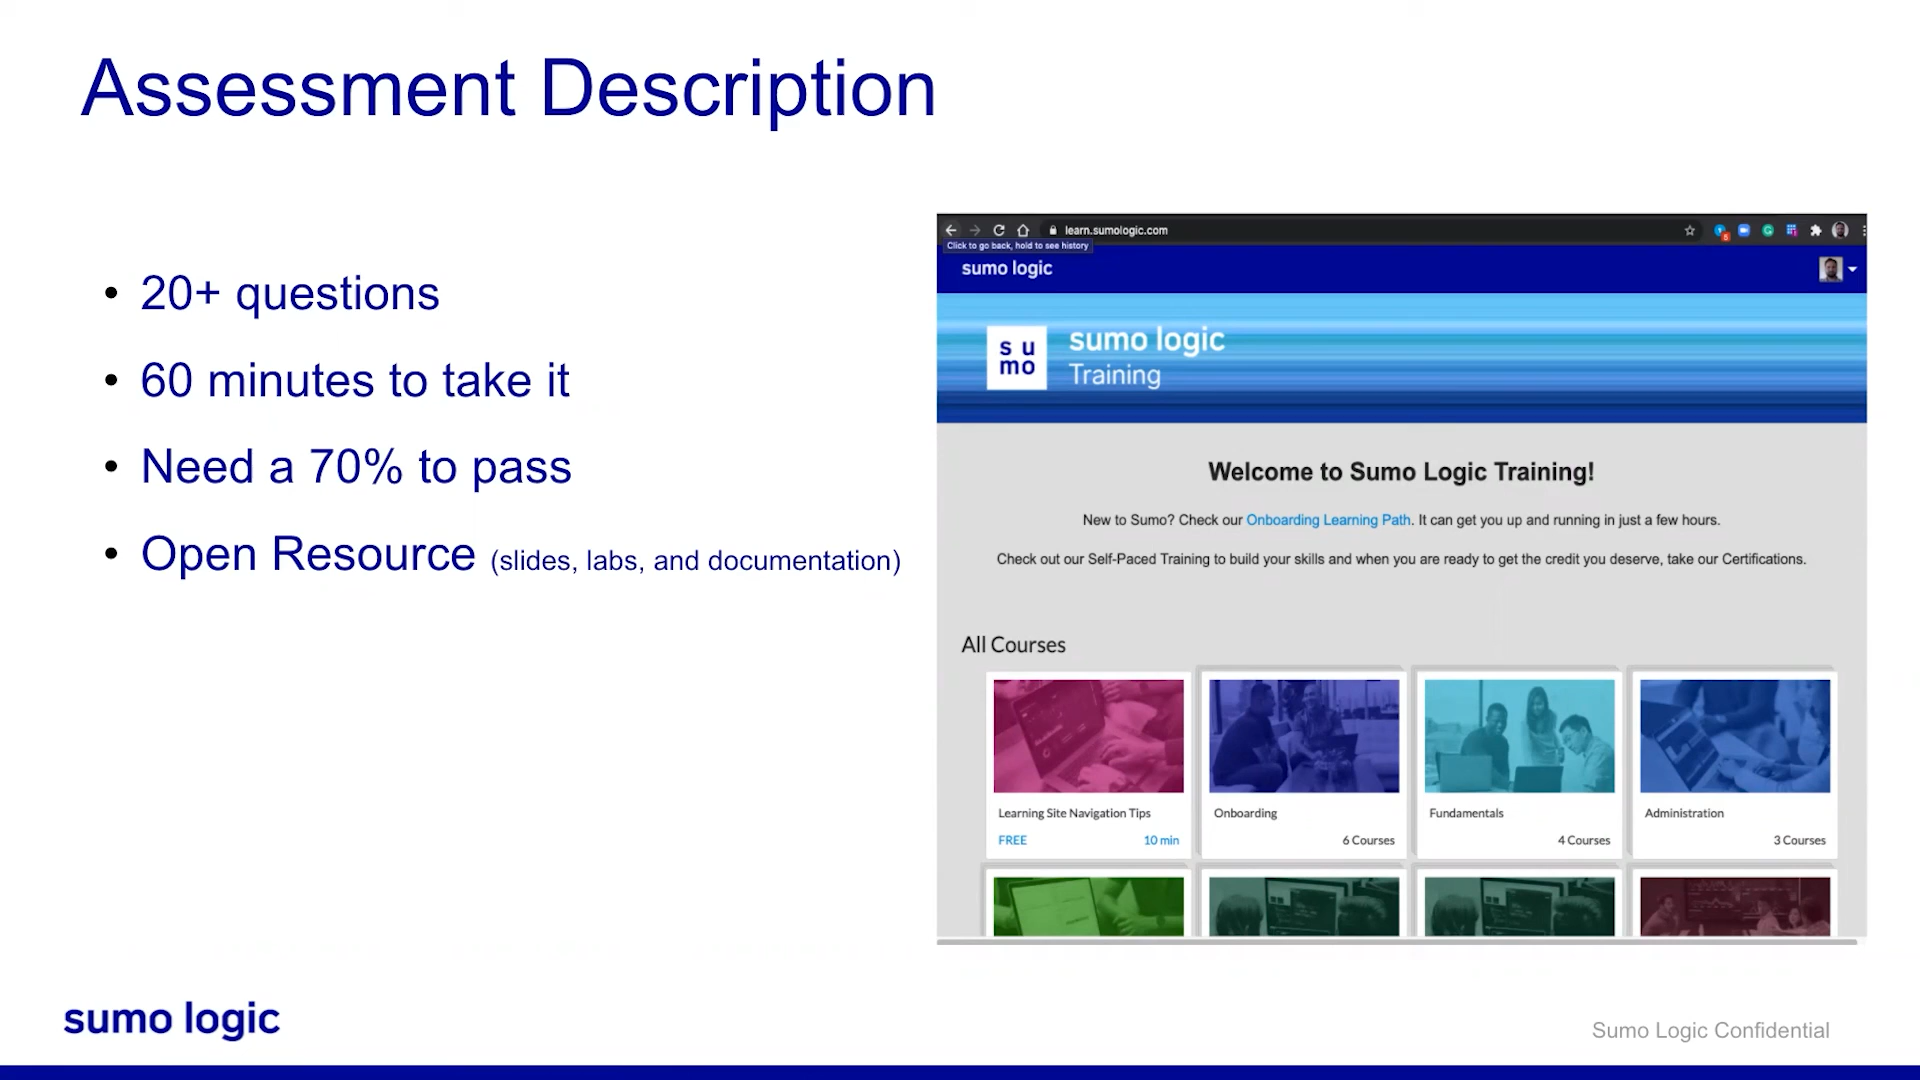 Assessment Description
• 20+ questions
• 60 minutes to take it
• Need a 70% to pass
• Open Resource (slides, labs, and documentation)
learn.sumologic.com
Click to go back, hold to see history
sumo logic
su
mo
sumo logic
Training
Welcome to Sumo Logic Training!
New to Sumo? Check our Onboarding Learning Path. It can get you up and running in just a few hours.
Check out our Self-Paced Training to build your skills and when you are ready to get the credit you deserve, take our Certifications.
All Courses
Learning Site Navigation Tips
FREE 10 min
Onboarding
6 Courses
Fundamentals
4 Courses
Administration
3 Courses
sumo logic
Sumo Logic Confidential